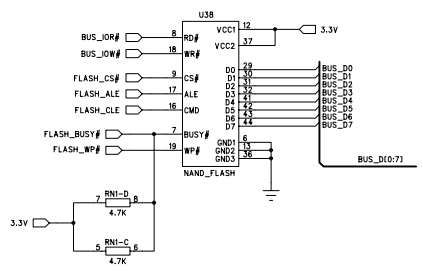 U38
BUS_IOR# 8 RD# VCC1 12 3.3V
BUS_IOW# 18 WR# VCC2 37
FLASH_CS# 9 CS# D0 29 BUS_D0
D1 30 BUS_D1
FLASH_ALE 17 ALE D2 31 BUS_D2
D3 32 BUS_D3
FLASH_CLE 16 CMD D4 41 BUS_D4
D5 42 BUS_D5
D6 43 BUS_D6
FLASH_BUSY# 7 BUSY# D7 44 BUS_D7
FLASH_WP# 19 WP# GND1 6
GND2 13
GND3 36
BUS_D[0:7]
NAND_FLASH
RN1-D
7 8
4.7K
3.3V
RN1-C
5 6
4.7K